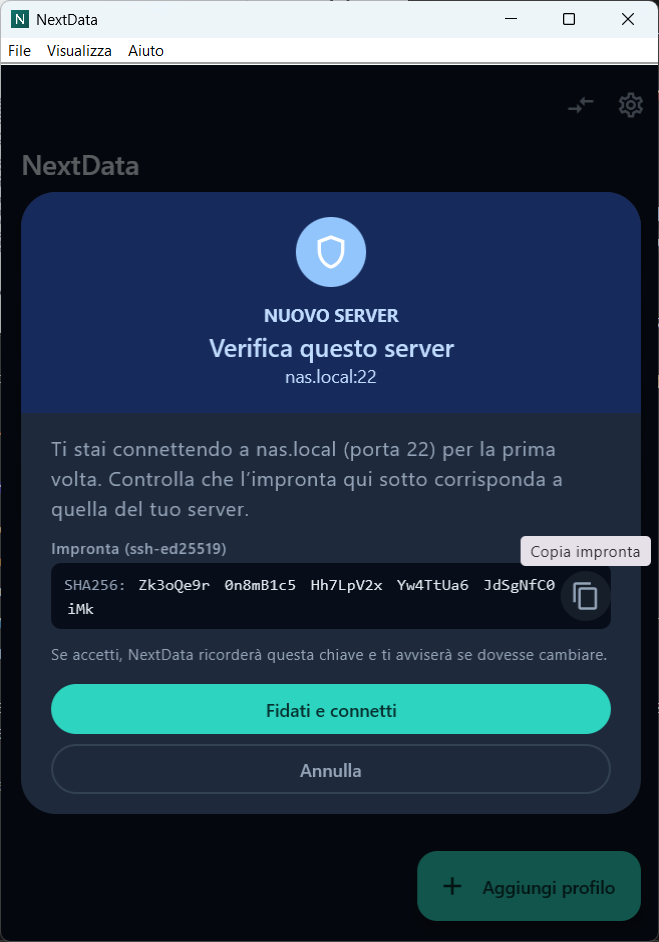 NextData
File Visualizza Aiuto
NextData
NUOVO SERVER
Verifica questo server
nas.local:22
Ti stai connettendo a nas.local (porta 22) per la prima
volta. Controlla che l’impronta qui sotto corrisponda a
quella del tuo server.
Impronta (ssh-ed25519)
Copia impronta
SHA256: Zk3oQe9r 0n8mB1c5 Hh7LpV2x Yw4TtUa6 JdSgNfC0
iMk
Se accetti, NextData ricorderà questa chiave e ti avviserà se dovesse cambiare.
Fidati e connetti
Annulla
+ Aggiungi profilo